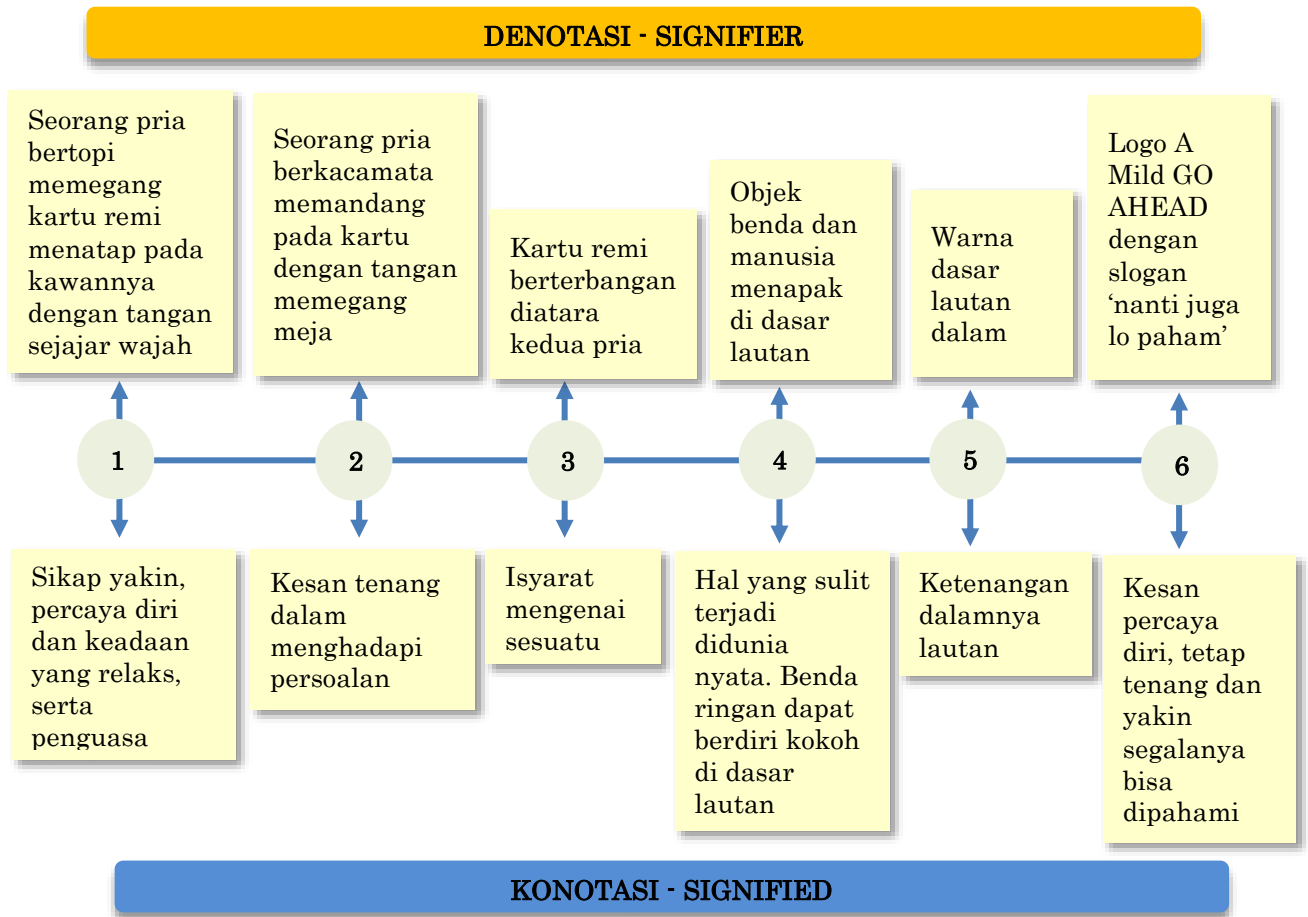 DENOTASI - SIGNIFIER
Seorang pria
bertopi
memegang
kartu remi
menatap pada
kawannya
dengan tangan
sejajar wajah
Seorang pria
berkacamata
memandang
pada kartu
dengan tangan
memegang
meja
Kartu remi
berterbangan
diatara
kedua pria
Objek
benda dan
manusia
menapak
di dasar
lautan
Warna
dasar
lautan
dalam
Logo A
Mild GO
AHEAD
dengan
slogan
‘nanti juga
lo paham’
1
2
3
4
5
6
Sikap yakin,
percaya diri
dan keadaan
yang relaks,
serta
penguasa
Kesan tenang
dalam
menghadapi
persoalan
Isyarat
mengenai
sesuatu
Hal yang sulit
terjadi
didunia
nyata. Benda
ringan dapat
berdiri kokoh
di dasar
lautan
Ketenangan
dalamnya
lautan
Kesan
percaya
diri, tetap
tenang dan
yakin
segalanya
bisa
dipahami
KONOTASI - SIGNIFIED